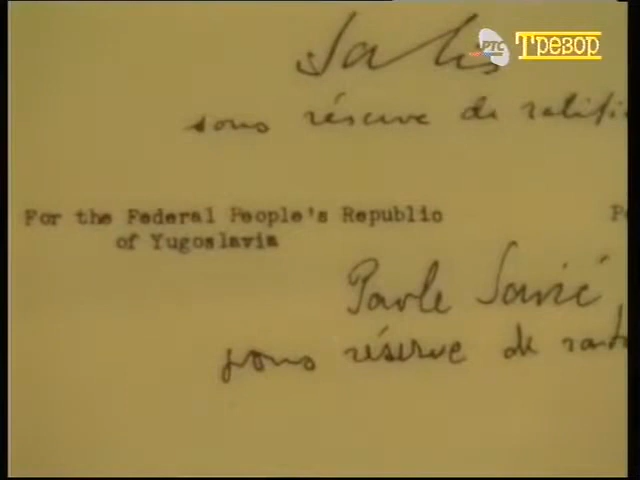 РТС Трезор
sous réserve de
For the Federal People's Republic
of Yugoslavia
Pavle Savić
sous réserve de